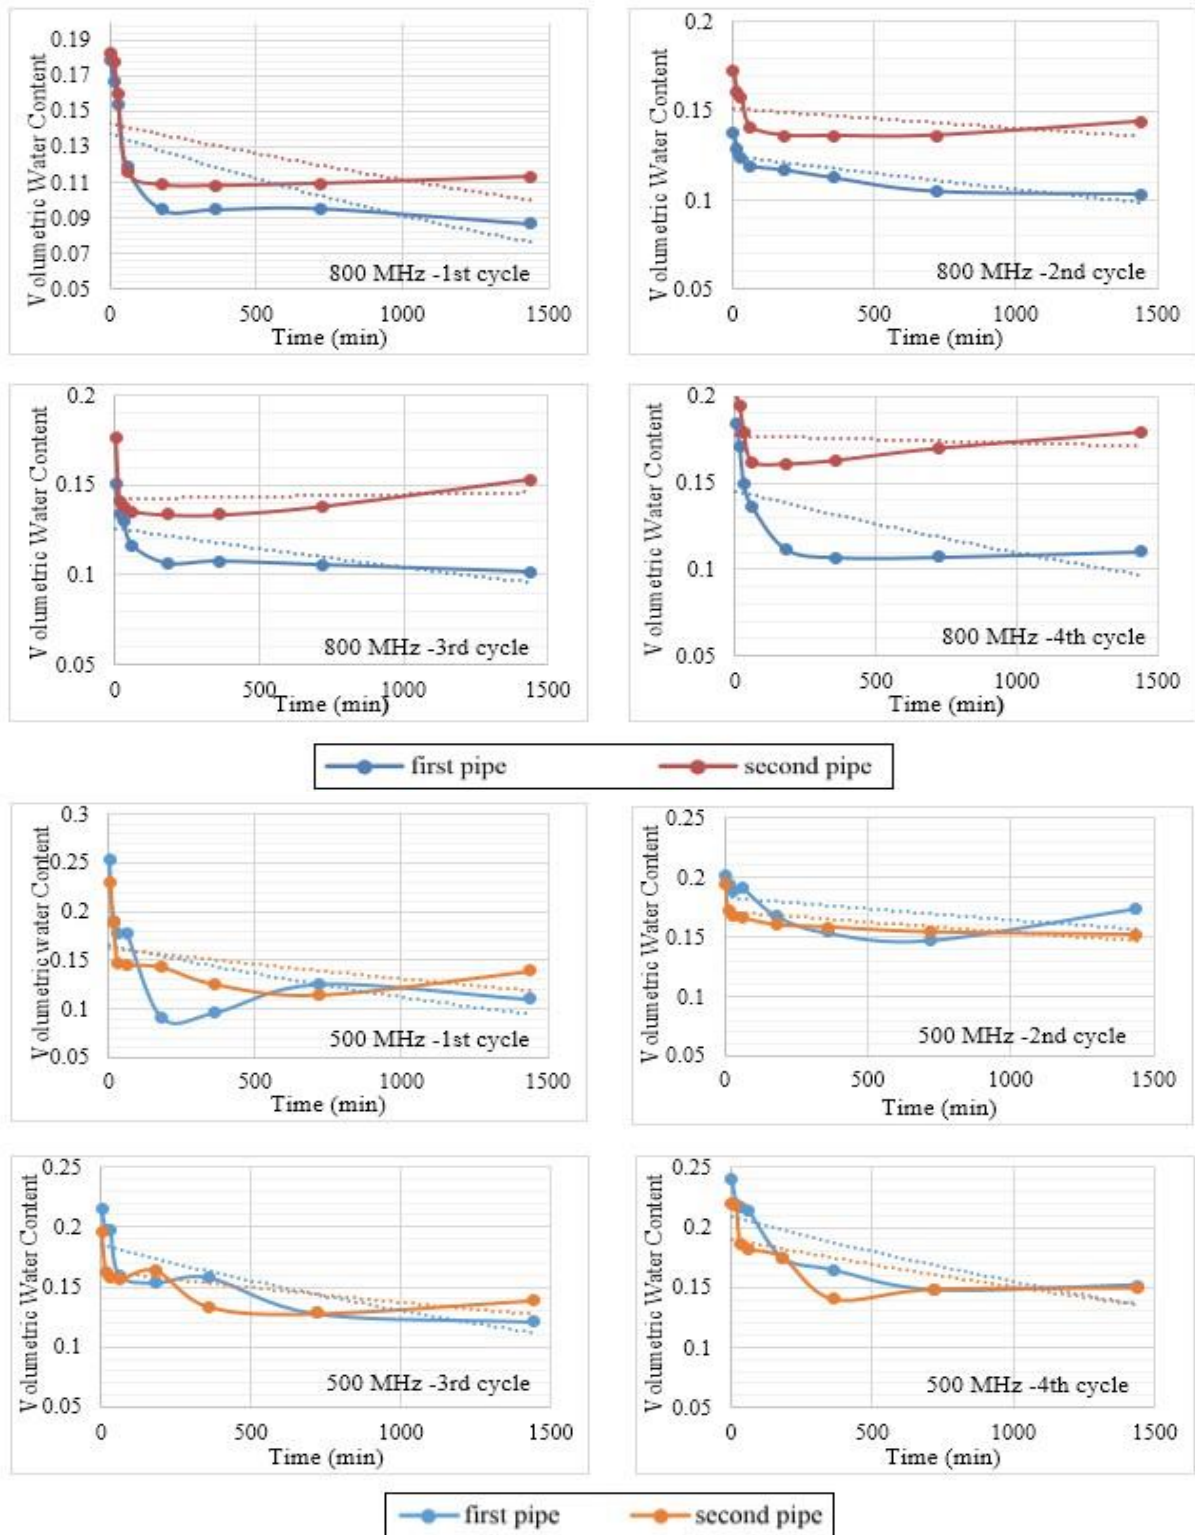 Volumetric Water Content
0.19
0.17
0.15
0.13
0.11
0.09
0.07
0.05
800 MHz -1st cycle
0 500 1000 1500
Time (min)
Volumetric Water Content
0.2
0.15
0.1
0.05
800 MHz -2nd cycle
0 500 1000 1500
Time (min)
Volumetric Water Content
0.2
0.15
0.1
0.05
800 MHz -3rd cycle
0 500 1000 1500
Time (min)
Volumetric Water Content
0.2
0.15
0.1
0.05
800 MHz -4th cycle
0 500 1000 1500
Time (min)
first pipe second pipe
Volumetric water Content
0.3
0.25
0.2
0.15
0.1
0.05
500 MHz -1st cycle
0 500 1000 1500
Time (min)
Volumetric Water Content
0.25
0.2
0.15
0.1
0.05
500 MHz -2nd cycle
0 500 1000 1500
Time (min)
Volumetric Water Content
0.25
0.2
0.15
0.1
0.05
500 MHz -3rd cycle
0 500 1000 1500
Time (min)
Volumetric Water Content
0.25
0.2
0.15
0.1
0.05
500 MHz -4th cycle
0 500 1000 1500
Time (min)
first pipe second pipe